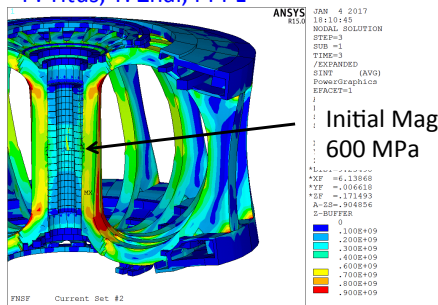 ANSYS
R15.0
JAN 4 2017
18:10:45
NODAL SOLUTION
STEP=3
SUB =1
TIME=3
/EXPANDED
SINT (AVG)
PowerGraphics
EFACET=1
Initial Mag
600 MPa
*XF =6.13868
*YF =.006618
*ZF =.171493
A-ZS=.904856
Z-BUFFER
0
.100E+09
.200E+09
.300E+09
.400E+09
.600E+09
.700E+09
.800E+09
.900E+09
MX
FNSF Current Set #2